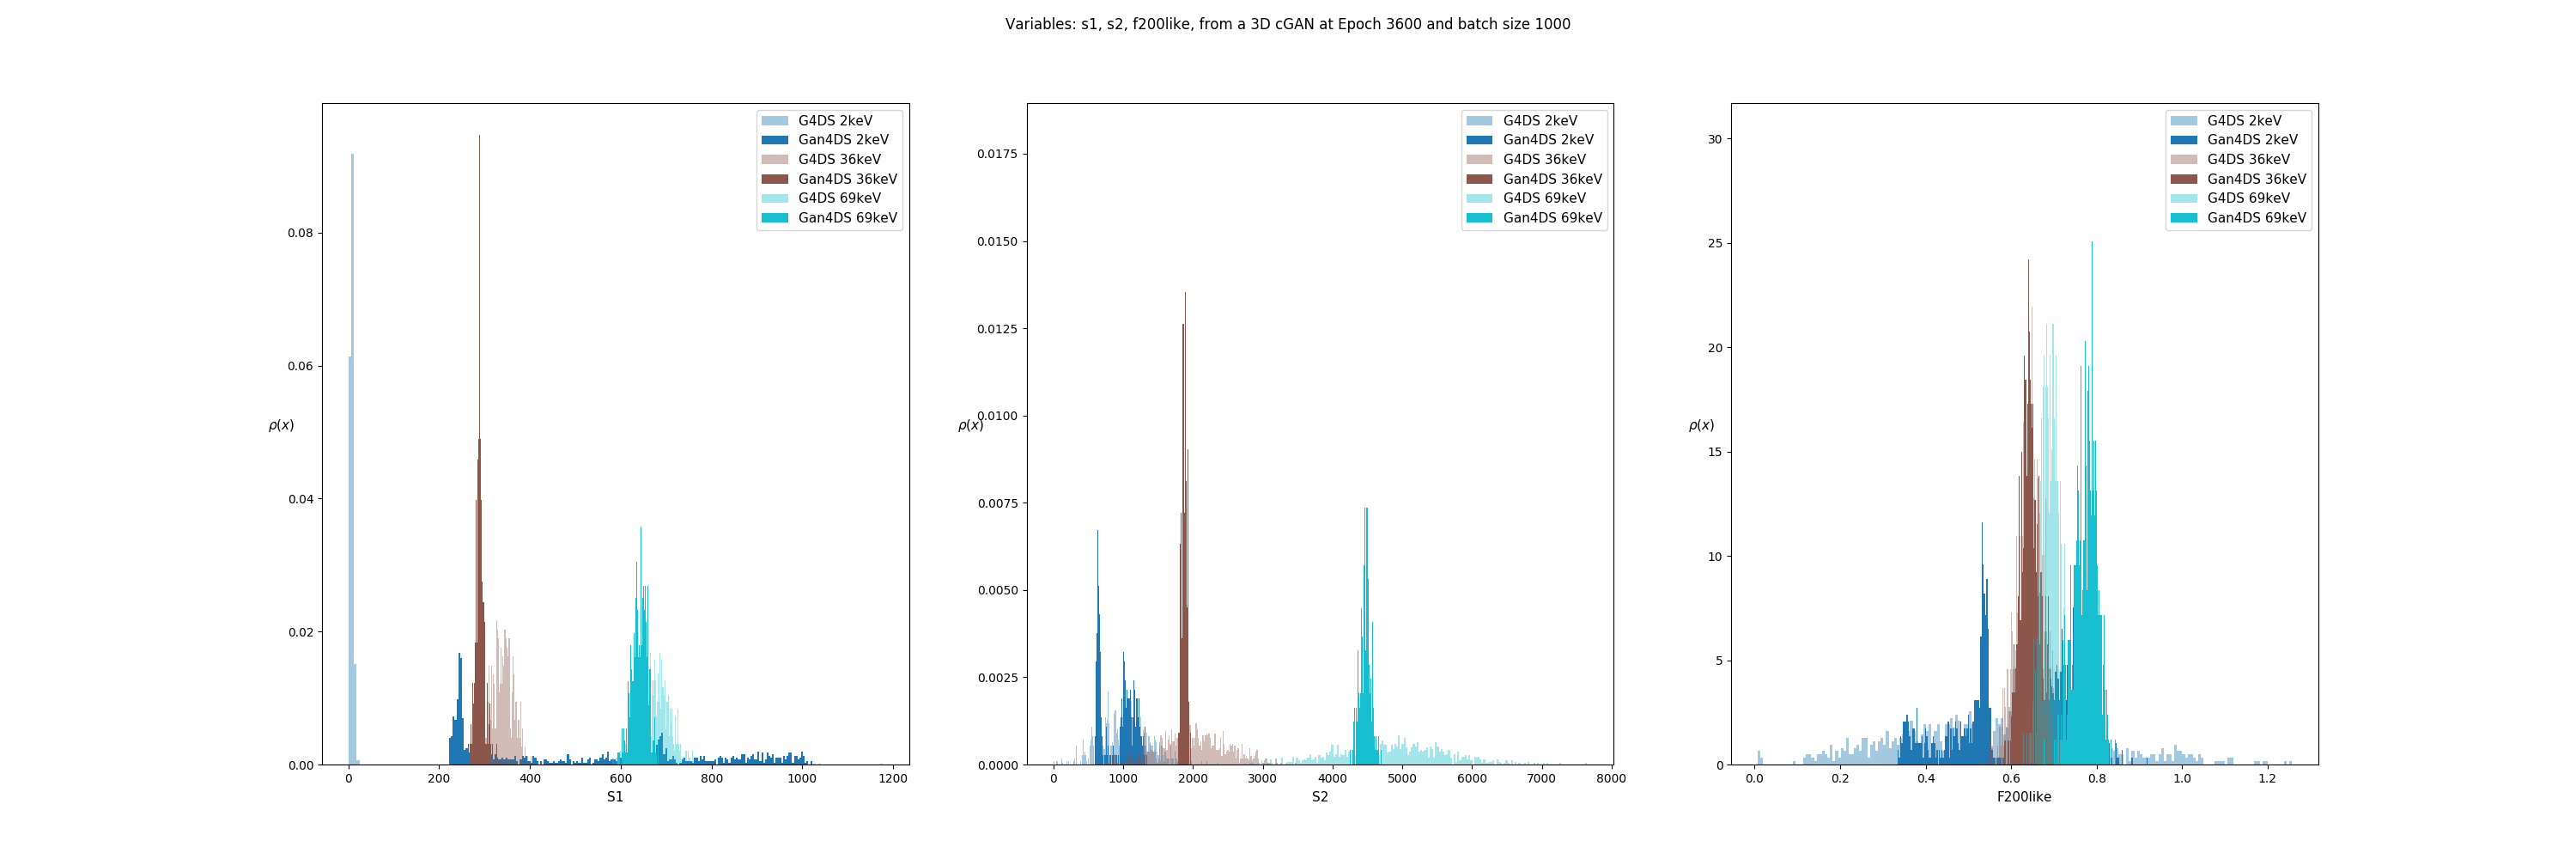 Variables: s1, s2, f200like, from a 3D cGAN at Epoch 3600 and batch size 1000
G4DS 2keV
Gan4DS 2keV
G4DS 36keV
Gan4DS 36keV
G4DS 69keV
Gan4DS 69keV
0.08
0.06
ρ(x)
0.04
0.02
0.00
0 200 400 600 800 1000 1200
S1
G4DS 2keV
Gan4DS 2keV
G4DS 36keV
Gan4DS 36keV
G4DS 69keV
Gan4DS 69keV
0.0175
0.0150
0.0125
0.0100
ρ(x)
0.0075
0.0050
0.0025
0.0000
0 1000 2000 3000 4000 5000 6000 7000 8000
S2
G4DS 2keV
Gan4DS 2keV
G4DS 36keV
Gan4DS 36keV
G4DS 69keV
Gan4DS 69keV
30
25
20
ρ(x)
15
10
5
0
0.0 0.2 0.4 0.6 0.8 1.0 1.2
F200like